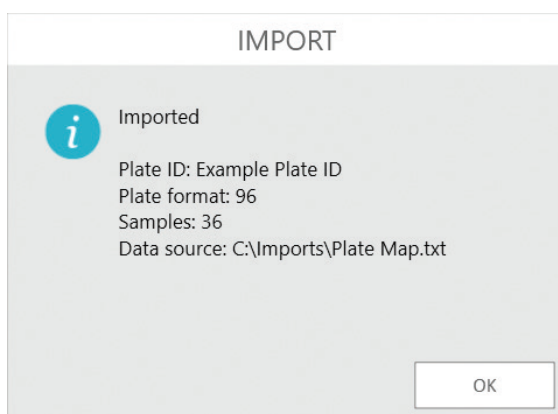 IMPORT
Imported
Plate ID: Example Plate ID
Plate format: 96
Samples: 36
Data source: C:\Imports\Plate Map.txt
OK